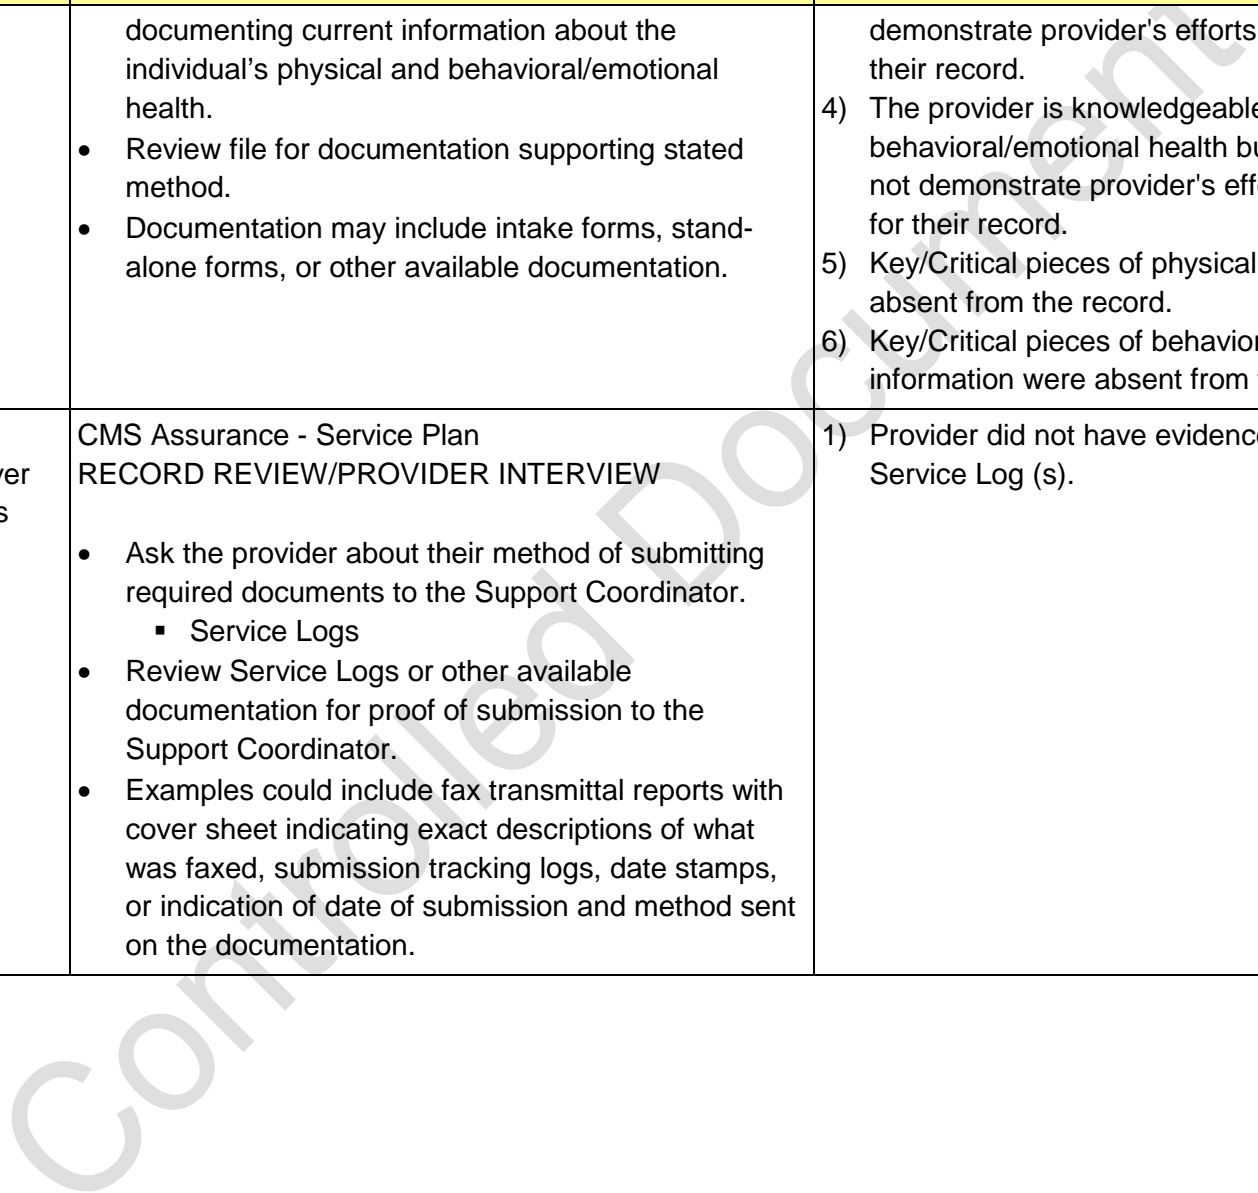 documenting current information about the
individual’s physical and behavioral/emotional
health.
• Review file for documentation supporting stated
method.
• Documentation may include intake forms, stand-
alone forms, or other available documentation.
demonstrate provider's efforts
their record.
4) The provider is knowledgeable
behavioral/emotional health
not demonstrate provider's
for their record.
5) Key/Critical pieces of physical
absent from the record.
6) Key/Critical pieces of
information were absent from
CMS Assurance - Service Plan
RECORD REVIEW/PROVIDER INTERVIEW
• Ask the provider about their method of submitting
required documents to the Support Coordinator.
▪ Service Logs
• Review Service Logs or other available
documentation for proof of submission to the
Support Coordinator.
• Examples could include fax transmittal reports with
cover sheet indicating exact descriptions of what
was faxed, submission tracking logs, date stamps,
or indication of date of submission and method sent
on the documentation.
1) Provider did not have evidence
Service Log (s).
Controlled Document